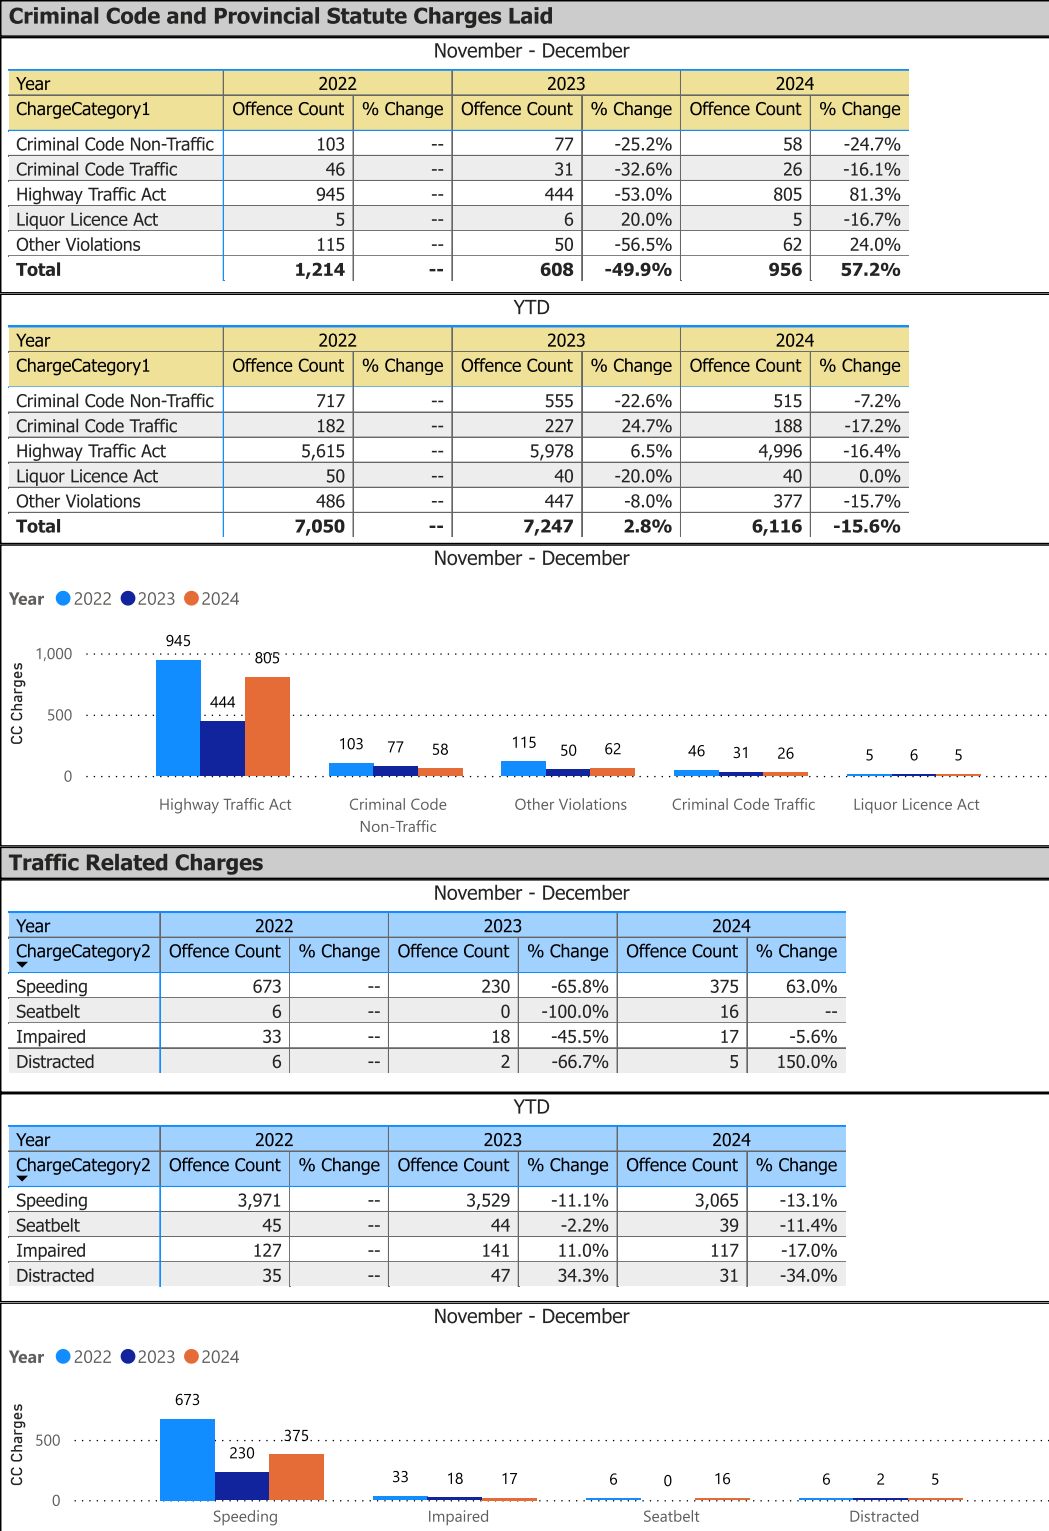 Criminal Code and Provincial Statute Charges Laid
November - December
Year 2022 2023 2024
ChargeCategory1 Offence Count % Change Offence Count % Change Offence Count % Change
Criminal Code Non-Traffic 103 -- 77 -25.2% 58 -24.7%
Criminal Code Traffic 46 -- 31 -32.6% 26 -16.1%
Highway Traffic Act 945 -- 444 -53.0% 805 81.3%
Liquor Licence Act 5 -- 6 20.0% 5 -16.7%
Other Violations 115 -- 50 -56.5% 62 24.0%
Total 1,214 -- 608 -49.9% 956 57.2%
YTD
Year 2022 2023 2024
ChargeCategory1 Offence Count % Change Offence Count % Change Offence Count % Change
Criminal Code Non-Traffic 717 -- 555 -22.6% 515 -7.2%
Criminal Code Traffic 182 -- 227 24.7% 188 -17.2%
Highway Traffic Act 5,615 -- 5,978 6.5% 4,996 -16.4%
Liquor Licence Act 50 -- 40 -20.0% 40 0.0%
Other Violations 486 -- 447 -8.0% 377 -15.7%
Total 7,050 -- 7,247 2.8% 6,116 -15.6%
November - December
Year 2022 2023 2024
CC Charges
1,000
500
0
945 444 805
103 77 58
115 50 62
46 31 26
5 6 5
Highway Traffic Act
Criminal Code
Non-Traffic
Other Violations
Criminal Code Traffic
Liquor Licence Act
Traffic Related Charges
November - December
Year 2022 2023 2024
ChargeCategory2 Offence Count % Change Offence Count % Change Offence Count % Change
Speeding 673 -- 230 -65.8% 375 63.0%
Seatbelt 6 -- 0 -100.0% 16 --
Impaired 33 -- 18 -45.5% 17 -5.6%
Distracted 6 -- 2 -66.7% 5 150.0%
YTD
Year 2022 2023 2024
ChargeCategory2 Offence Count % Change Offence Count % Change Offence Count % Change
Speeding 3,971 -- 3,529 -11.1% 3,065 -13.1%
Seatbelt 45 -- 44 -2.2% 39 -11.4%
Impaired 127 -- 141 11.0% 117 -17.0%
Distracted 35 -- 47 34.3% 31 -34.0%
November - December
Year 2022 2023 2024
CC Charges
500
0
673 230 375
33 18 17
6 0 16
6 2 5
Speeding
Impaired
Seatbelt
Distracted